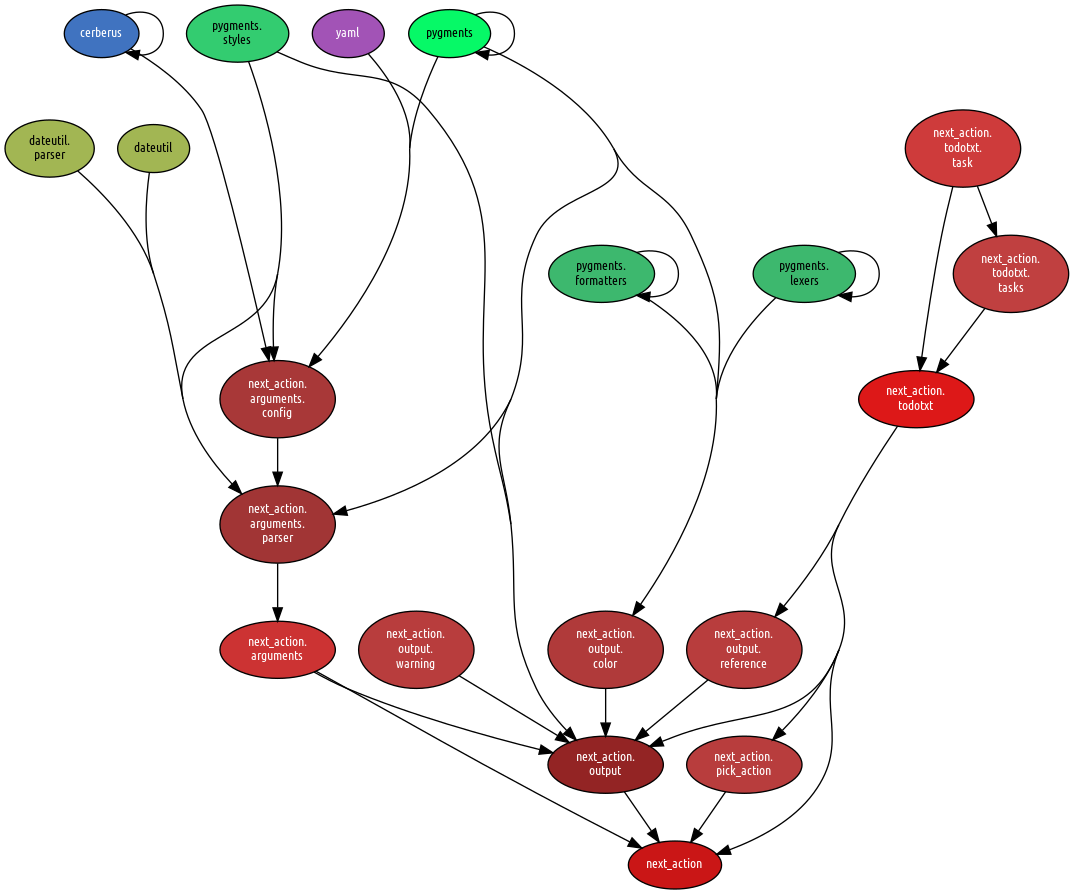 cerberus
pygments.
styles
yaml
pygments
dateutil.
parser
dateutil
next_action.
todotxt.
task
pygments.
formatters
pygments.
lexers
next_action.
todotxt.
tasks
next_action.
arguments.
config
next_action.
todotxt
next_action.
arguments.
parser
next_action.
arguments
next_action.
output.
warning
next_action.
output.
color
next_action.
output.
reference
next_action.
output
next_action.
pick_action
next_action